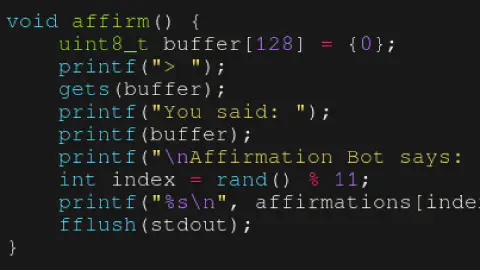 void affirm() {
    uint8_t buffer[128] = {0};
    printf("> ");
    gets(buffer);
    printf("You said: ");
    printf(buffer);
    printf("\nAffirmation Bot says:
    int index = rand() % 11;
    printf("%s\n", affirmations[inde
    fflush(stdout);
}